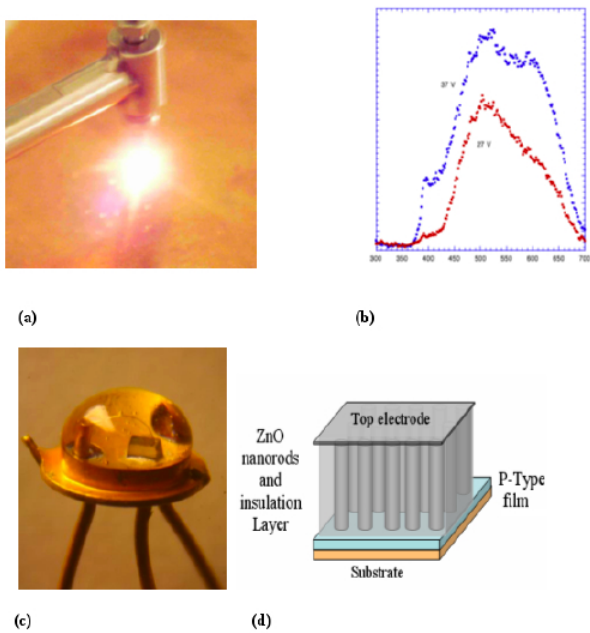 37 V
27 V
300 350 400 450 500 550 600 650 700
(a)
(b)
Top electrode
ZnO
nanorods
and
insulation
Layer
P-Type
film
Substrate
(c)
(d)